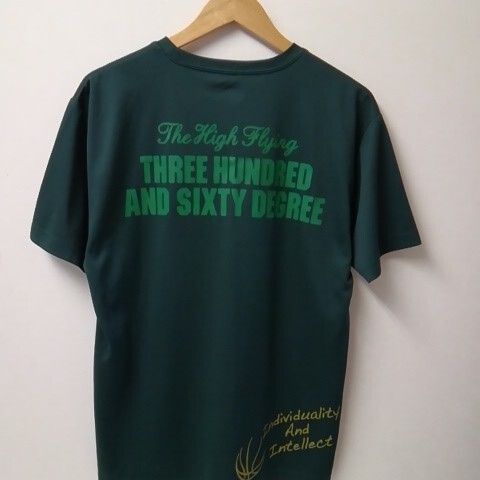 The High Flying
THREE HUNDRED
AND SIXTY DEGREE
Individuality
And
Intellect